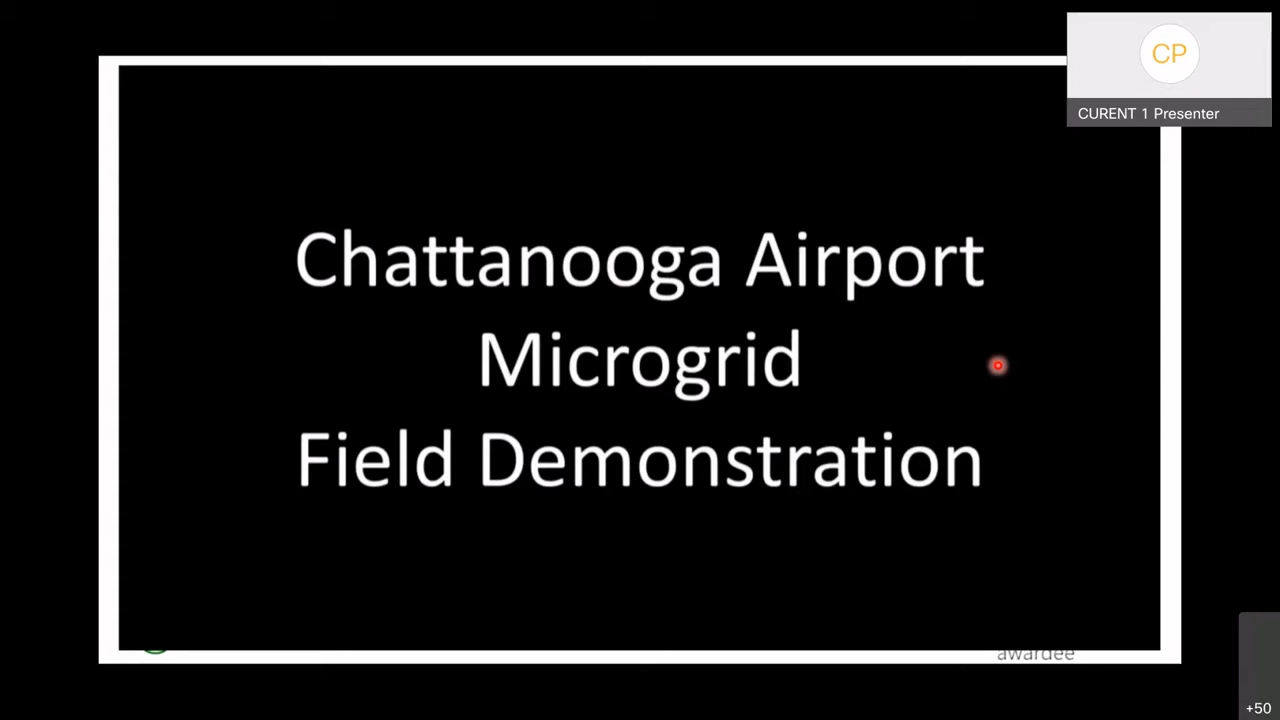 CP
CURENT 1 Presenter
Chattanooga Airport
Microgrid
Field Demonstration
awardee
+50